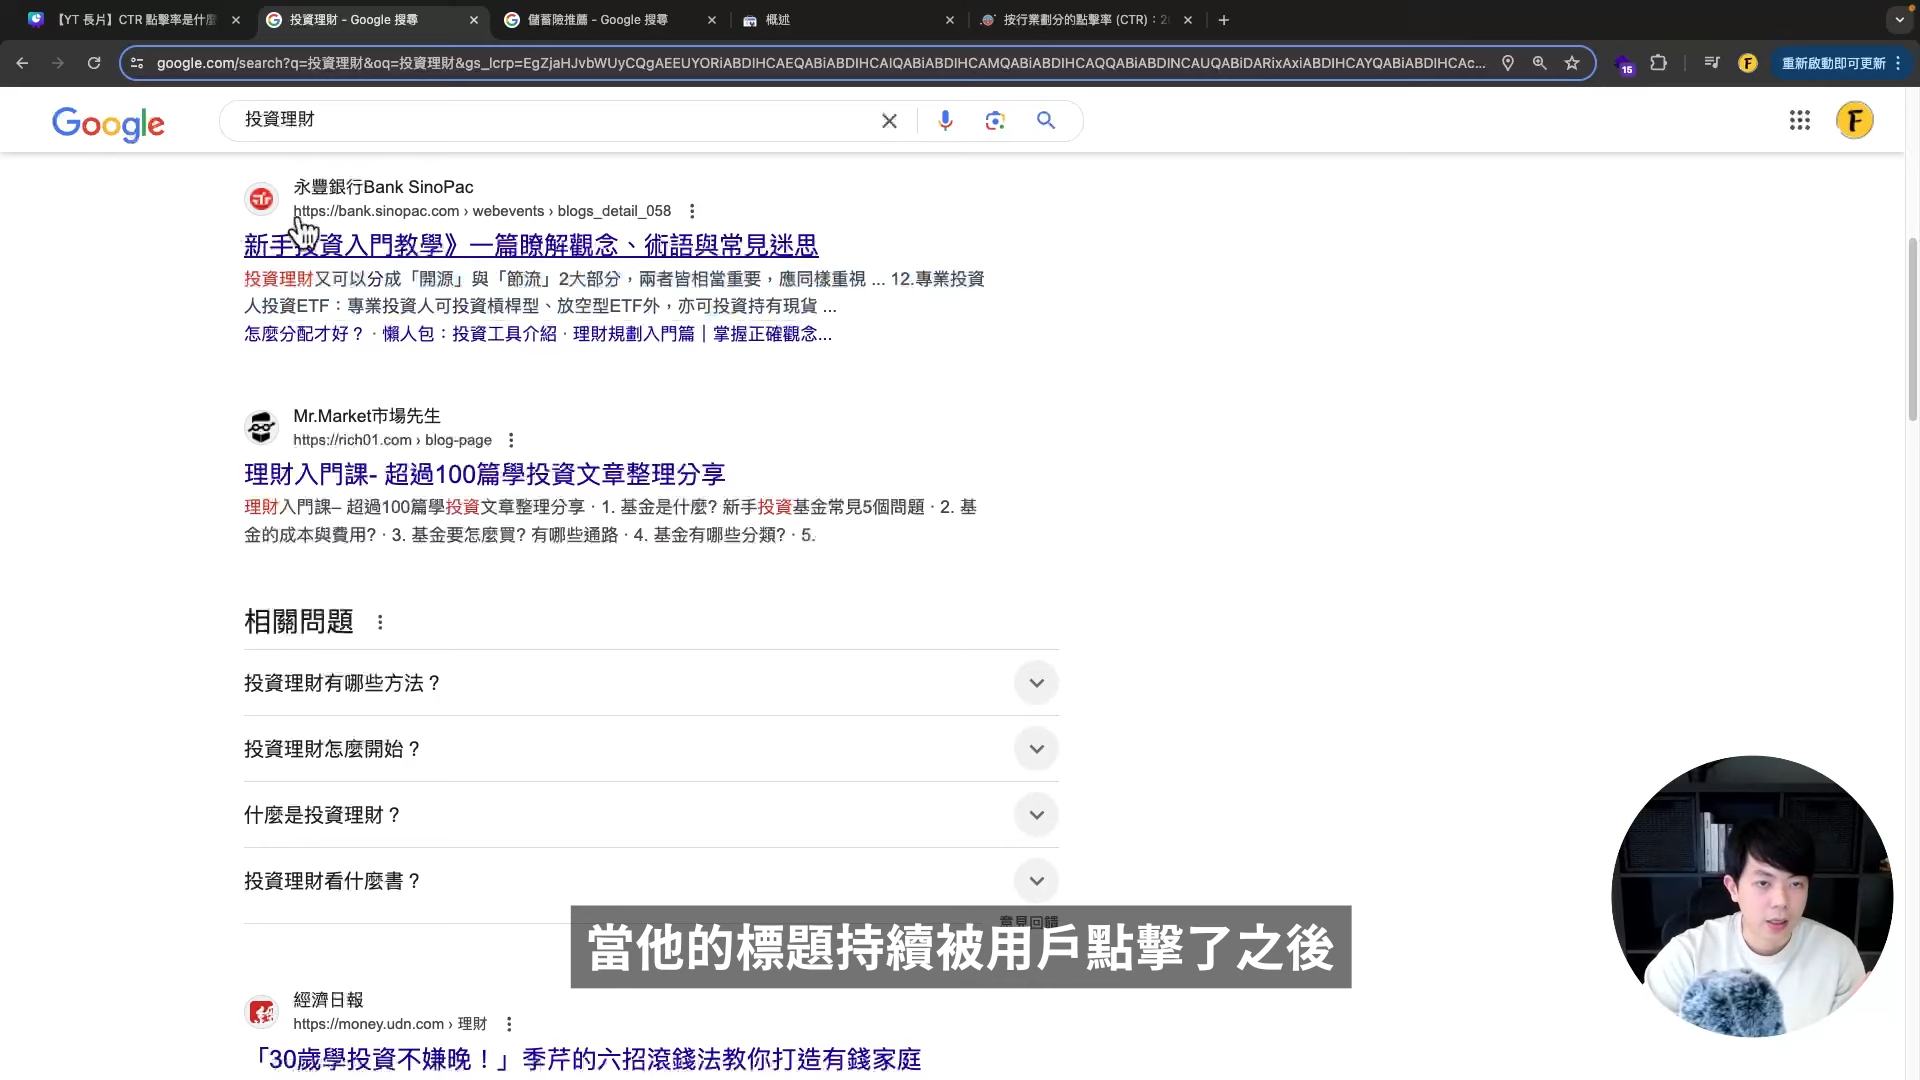 【YT 長片】CTR 點擊率是什麼
投資理財 - Google 搜尋
儲蓄險推薦 - Google 搜尋
概述
按行業劃分的點擊率 (CTR)：2
google.com/search?q=投資理財&oq=投資理財&gs_lcrp=EgZjaHJvbWUyCQgAEEUYORiABDIHCAEQABiABDIHCAIQABiABDIHCAMQABiABDIHCAQQABiABDINCAUQABiDARixAxiABDIHCAYQABiABDIHCAc...
15
F
重新啟動即可更新
Google
投資理財
F
永豐銀行Bank SinoPac
https://bank.sinopac.com › webevents › blogs_detail_058
新手投資入門教學》一篇瞭解觀念、術語與常見迷思
投資理財又可以分成「開源」與「節流」2大部分，兩者皆相當重要，應同樣重視 ... 12.專業投資
人投資ETF：專業投資人可投資槓桿型、放空型ETF外，亦可投資持有現貨 ...
怎麼分配才好？ · 懶人包：投資工具介紹 · 理財規劃入門篇｜掌握正確觀念...
Mr.Market市場先生
https://rich01.com › blog-page
理財入門課- 超過100篇學投資文章整理分享
理財入門課– 超過100篇學投資文章整理分享 · 1. 基金是什麼? 新手投資基金常見5個問題 · 2. 基
金的成本與費用? · 3. 基金要怎麼買? 有哪些通路 · 4. 基金有哪些分類? · 5.
相關問題
投資理財有哪些方法？
投資理財怎麼開始？
什麼是投資理財？
投資理財看什麼書？
意見回饋
當他的標題持續被用戶點擊了之後
經濟日報
https://money.udn.com › 理財
「30歲學投資不嫌晚！」季芹的六招滾錢法教你打造有錢家庭